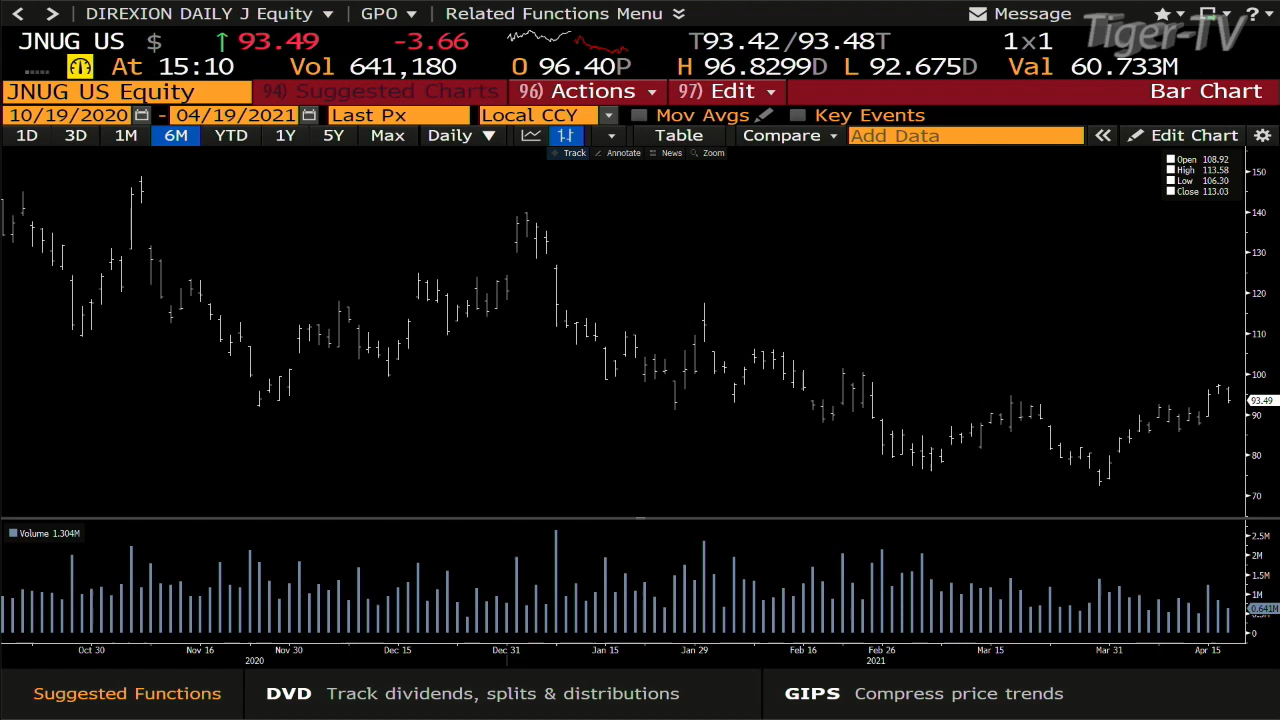 < > DIREXION DAILY J Equity ▼ GPO ▼ Related Functions Menu Message ?
Tiger-TV
JNUG US $ ↑ 93.49 -3.66 T93.42 /93.48T 1x1
At 15:10 Vol 641,180 O 96.40P H 96.8299D L 92.675D Val 60.733M
JNUG US Equity 94) Suggested Charts 96) Actions 97) Edit Bar Chart
10/19/2020 - 04/19/2021 Last Px Local CCY Mov Avgs Key Events
1D 3D 1M 6M YTD 1Y 5Y Max Daily ▼ Table Compare Add Data « Edit Chart
Track Annotate News Zoom
Open 108.92
High 113.58
Low 106.30
Close 113.03
150
140
130
120
110
100
93.49
90
80
70
Volume 1.304M
2.5M
2M
1.5M
1M
0.641M
0
Oct 30 Nov 16 Nov 30 Dec 15 Dec 31 Jan 15 Jan 29 Feb 16 Feb 26 Mar 15 Mar 31 Apr 15
2020 2021
Suggested Functions DVD Track dividends, splits & distributions GIPS Compress price trends